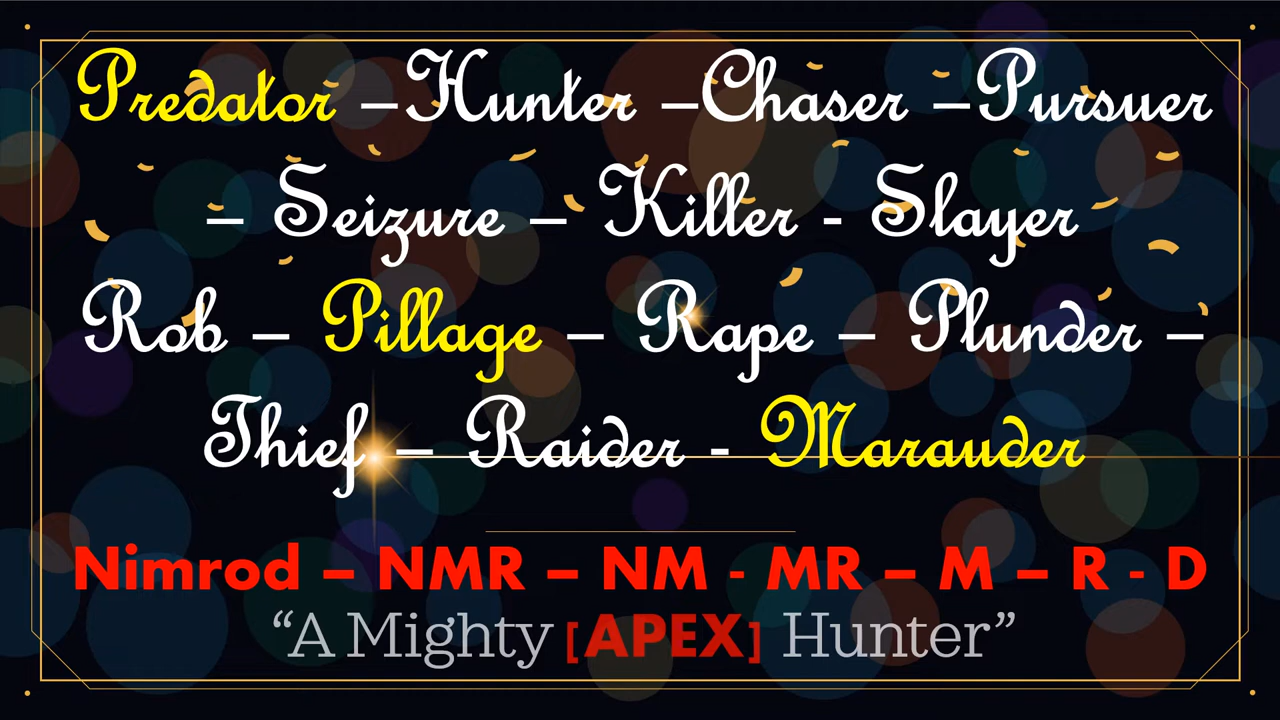 Predator –Hunter –Chaser –Pursuer
– Seizure – Killer - Slayer
Rob – Pillage – Rape – Plunder –
Thief – Raider - Marauder
Nimrod – NMR – NM - MR – M – R - D
“A Mighty [APEX] Hunter”